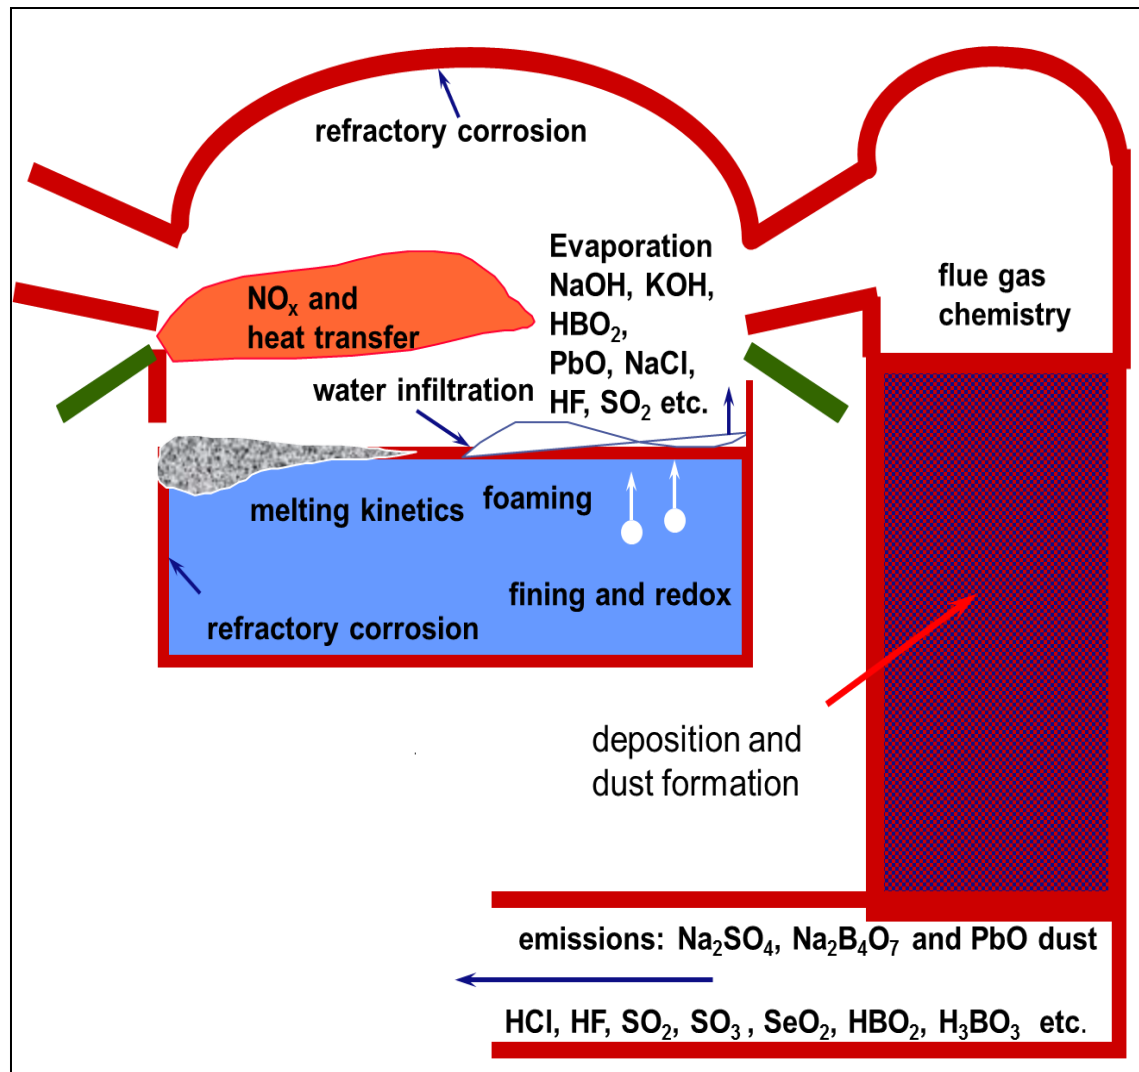 refractory corrosion
Evaporation
NaOH, KOH,
HBO₂,
PbO, NaCl,
HF, SO₂ etc.
flue gas
chemistry
NOₓ and
heat transfer
water infiltration
melting kinetics
foaming
fining and redox
refractory corrosion
deposition and
dust formation
emissions: Na₂SO₄, Na₂B₄O₇ and PbO dust
HCl, HF, SO₂, SO₃ , SeO₂, HBO₂, H₃BO₃ etc.